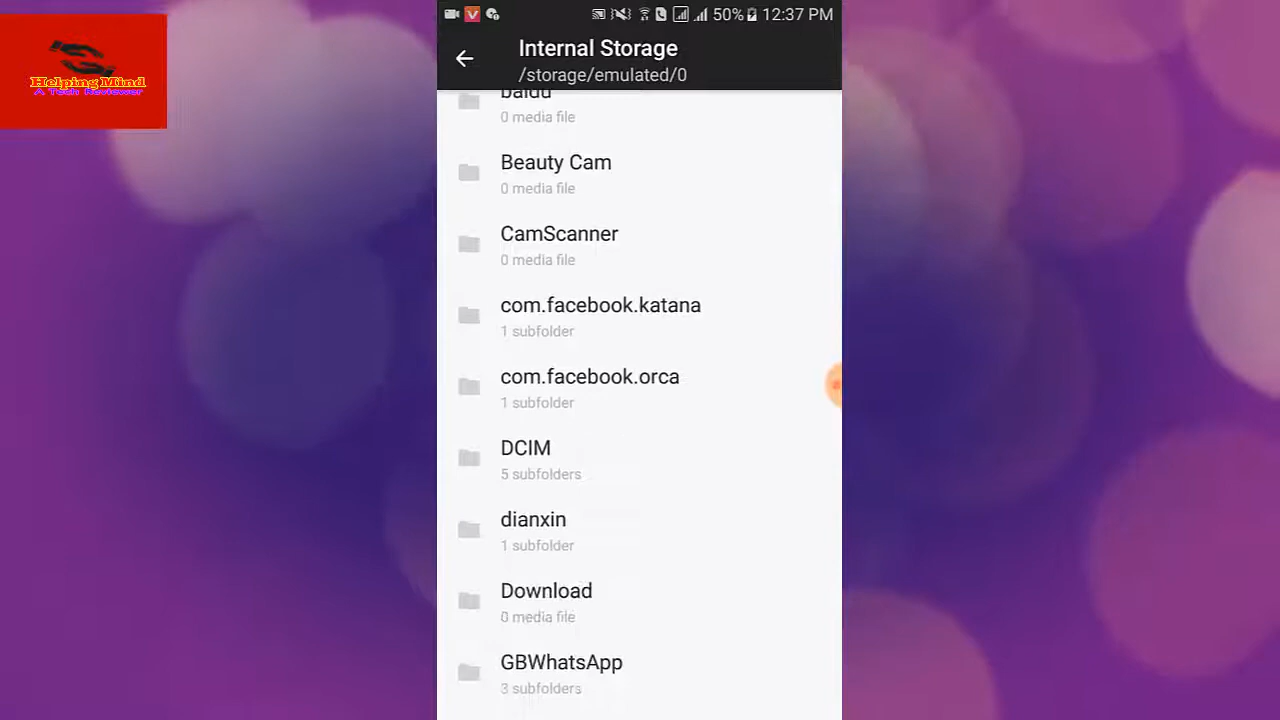 Helping Mind
A Tech Reviewer
50% 12:37 PM
Internal Storage
/storage/emulated/0
baidu
0 media file
Beauty Cam
0 media file
CamScanner
0 media file
com.facebook.katana
1 subfolder
com.facebook.orca
1 subfolder
DCIM
5 subfolders
dianxin
1 subfolder
Download
0 media file
GBWhatsApp
3 subfolders